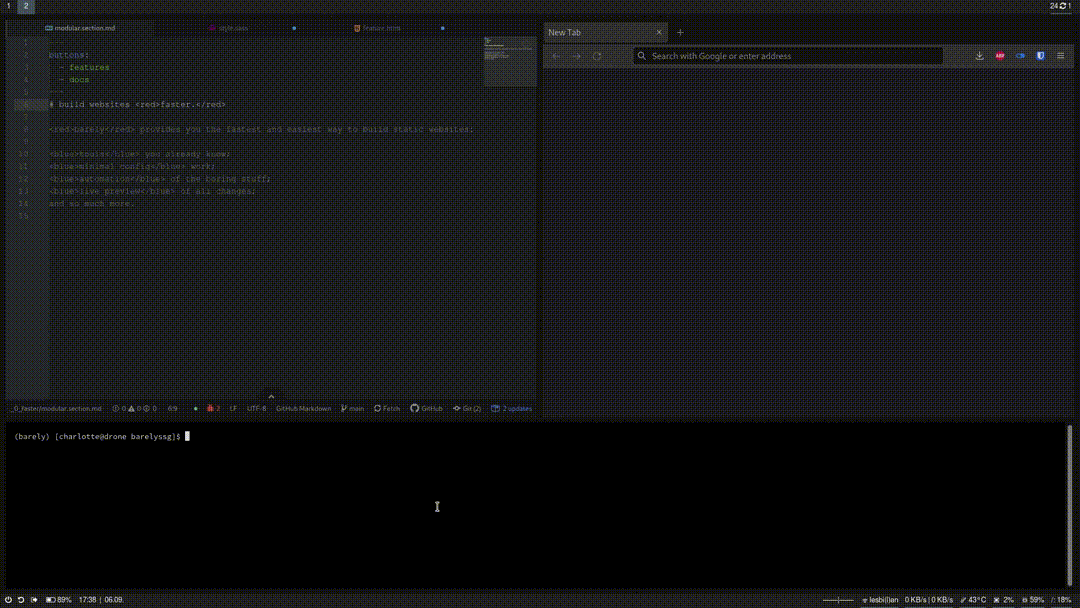 1 2 24 1
modular.section.md style.sass feature.html
1
2 buttons:
3 - features
4 - docs
5 ---
6 # build websites <red>faster.</red>
7
8 <red>barely</red> provides you the fastest and easiest way to build static websites:
9
10 <blue>tools</blue> you already know;
11 <blue>minimal config</blue> work;
12 <blue>automation</blue> of the boring stuff;
13 <blue>live preview</blue> of all changes;
14 and so much more.
15
_0_faster/modular.section.md 0 0 0 6:9 2 LF UTF-8 GitHub Markdown main Fetch GitHub Git (2) 2 updates
New Tab × +
Search with Google or enter address
ABP
(barely) [charlotte@drone barelyssg]$
89% 17:38 | 06.09. lesbi(l)en 0 KB/s | 0 KB/s 43°C 2% 59% /: 18%